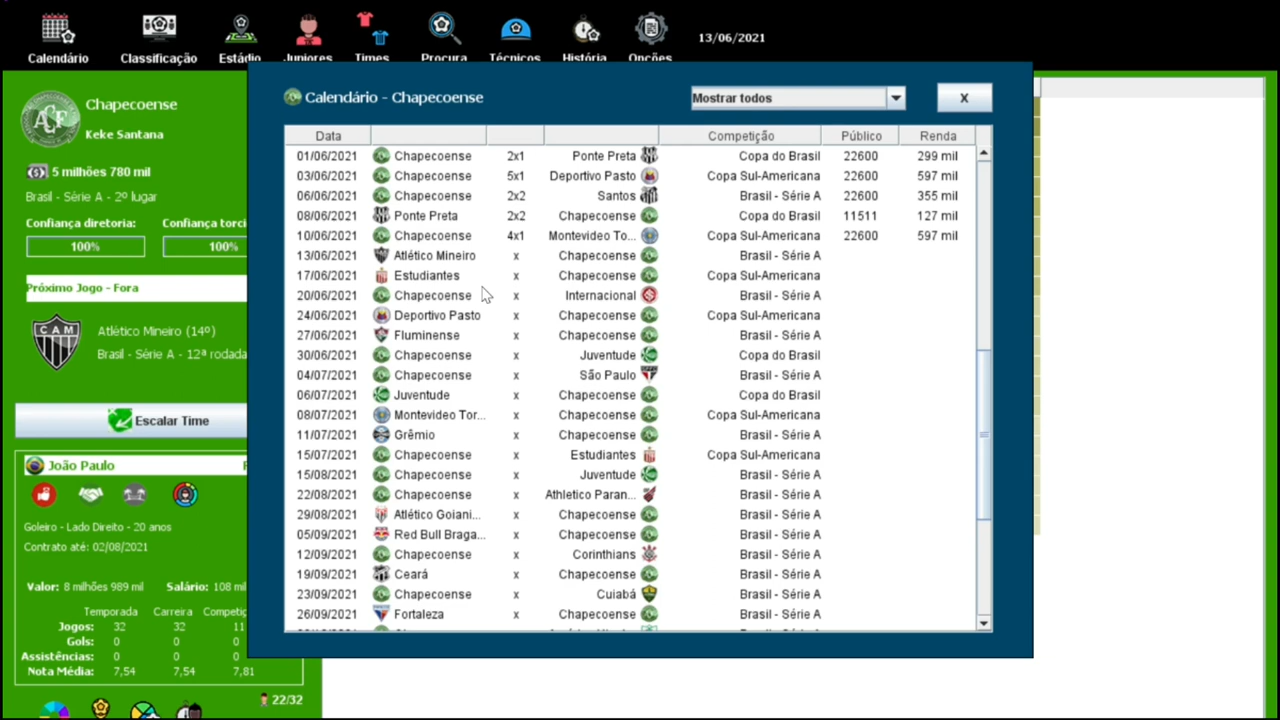 Calendário Classificação Estádio Juniores Times Procura Técnicos História Opções 13/06/2021
Chapecoense
Keke Santana
5 milhões 780 mil
Brasil - Série A - 2º lugar
Confiança diretoria: Confiança torci
100% 100%
Próximo Jogo - Fora
CAM
Atlético Mineiro (14º)
Brasil - Série A - 12ª rodada
Escalar Time
João Paulo
Goleiro - Lado Direito - 20 anos
Contrato até: 02/08/2021
Valor: 8 milhões 989 mil Salário: 108 mil
Temporada Carreira Competiç
Jogos: 32 32 11
Gols: 0 0 0
Assistências: 0 0 0
Nota Média: 7,54 7,54 7,81
22/32
Calendário - Chapecoense Mostrar todos X
Data Competição Público Renda
01/06/2021 Chapecoense 2x1 Ponte Preta Copa do Brasil 22600 299 mil
03/06/2021 Chapecoense 5x1 Deportivo Pasto Copa Sul-Americana 22600 597 mil
06/06/2021 Chapecoense 2x2 Santos Brasil - Série A 22600 355 mil
08/06/2021 Ponte Preta 2x2 Chapecoense Copa do Brasil 11511 127 mil
10/06/2021 Chapecoense 4x1 Montevideo To... Copa Sul-Americana 22600 597 mil
13/06/2021 Atlético Mineiro x Chapecoense Brasil - Série A
17/06/2021 Estudiantes x Chapecoense Copa Sul-Americana
20/06/2021 Chapecoense x Internacional Brasil - Série A
24/06/2021 Deportivo Pasto x Chapecoense Copa Sul-Americana
27/06/2021 Fluminense x Chapecoense Brasil - Série A
30/06/2021 Chapecoense x Juventude Copa do Brasil
04/07/2021 Chapecoense x São Paulo Brasil - Série A
06/07/2021 Juventude x Chapecoense Copa do Brasil
08/07/2021 Montevideo Tor... x Chapecoense Copa Sul-Americana
11/07/2021 Grêmio x Chapecoense Brasil - Série A
15/07/2021 Chapecoense x Estudiantes Copa Sul-Americana
15/08/2021 Chapecoense x Juventude Brasil - Série A
22/08/2021 Chapecoense x Athletico Paran... Brasil - Série A
29/08/2021 Atlético Goiani... x Chapecoense Brasil - Série A
05/09/2021 Red Bull Braga... x Chapecoense Brasil - Série A
12/09/2021 Chapecoense x Corinthians Brasil - Série A
19/09/2021 Ceará x Chapecoense Brasil - Série A
23/09/2021 Chapecoense x Cuiabá Brasil - Série A
26/09/2021 Fortaleza x Chapecoense Brasil - Série A